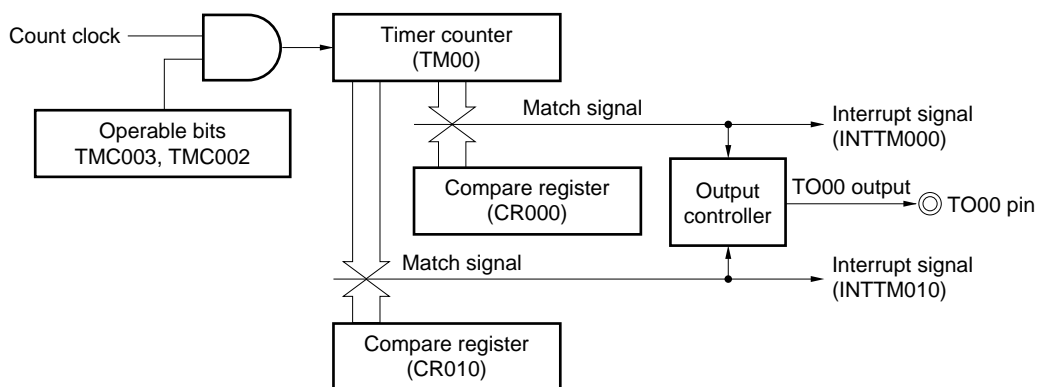 Count clock
Timer counter
(TM00)
Operable bits
TMC003, TMC002
Match signal
Interrupt signal
(INTTM000)
Compare register
(CR000)
Output
controller
TO00 output
TO00 pin
Match signal
Interrupt signal
(INTTM010)
Compare register
(CR010)